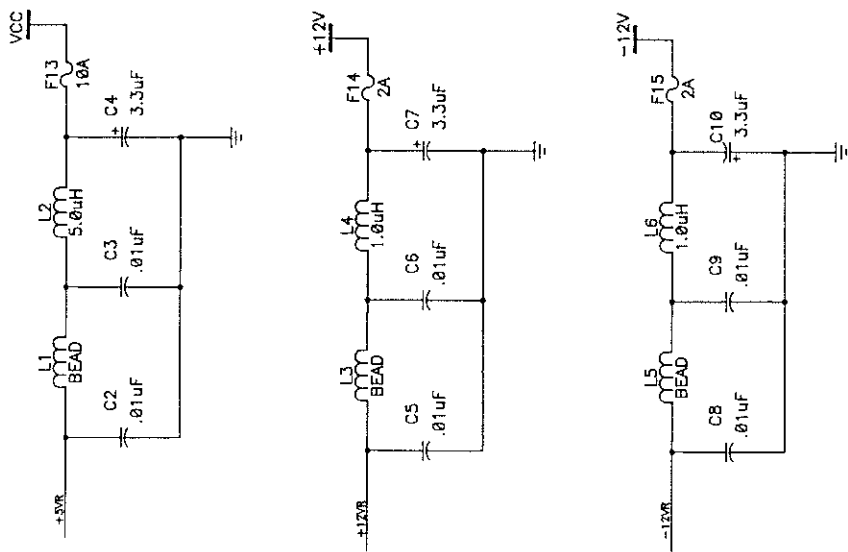 VCC
F13
10A
C4
3.3uF
L2
5.0uH
C3
.01uF
L1
BEAD
C2
.01uF
+5VR
+12V
F14
2A
C7
3.3uF
L4
1.0uH
C6
.01uF
L3
BEAD
C5
.01uF
+12VR
-12V
F15
2A
C10
3.3uF
L6
1.0uH
C9
.01uF
L5
BEAD
C8
.01uF
-12VR